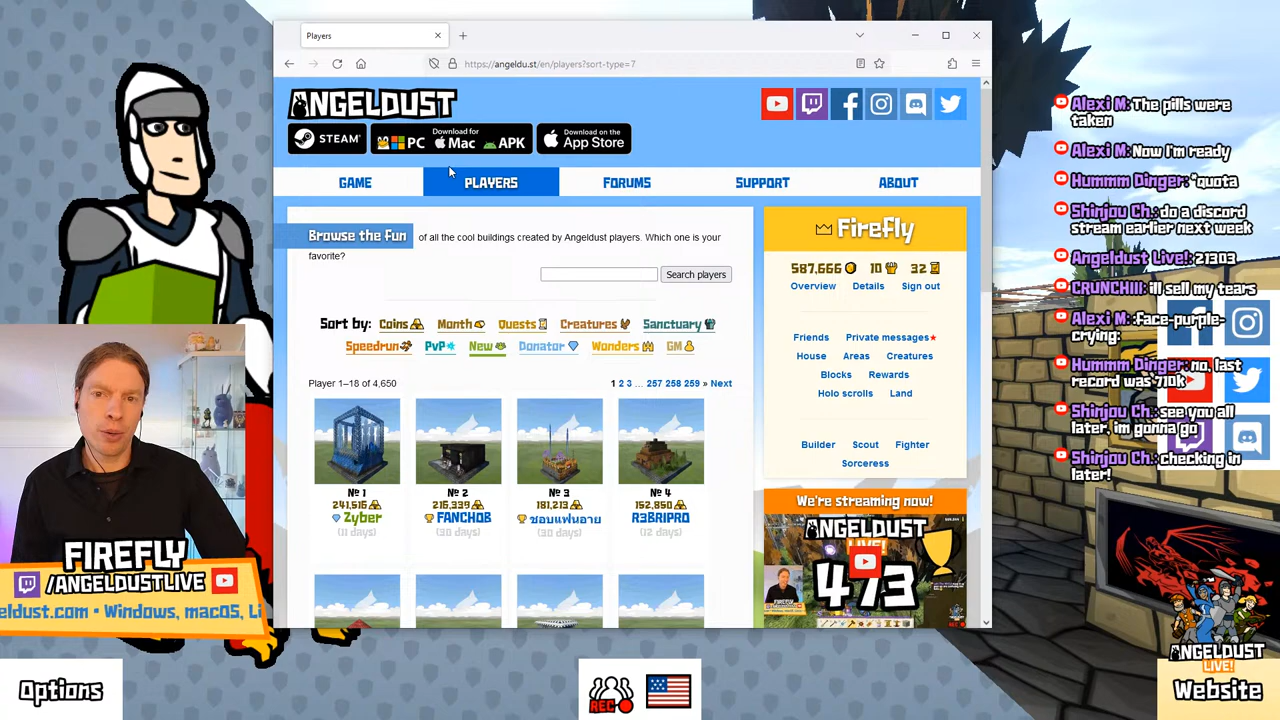 Players
https://angeldu.st/en/players?sort-type=7
ANGELDUST
STEAM
PC
Download for
Mac
APK
Download on the
App Store
GAME
PLAYERS
FORUMS
SUPPORT
ABOUT
Browse the fun of all the cool buildings created by Angeldust players. Which one is your
favorite?
Search players
Sort by: Coins Month Quests Creatures Sanctuary
Speedrun PvP New Donator Wonders GM
Player 1–18 of 4,650
1 2 3 ... 257 258 259 » Next
№ 1
241,516
Zyber
(11 days)
№ 2
216,339
FANCHOB
(30 days)
№ 3
181,213
ชอบแฟนอาย
(30 days)
№ 4
152,850
R3BRIPRO
(12 days)
Firefly
587,666 10 32
Overview Details Sign out
Friends Private messages★
House Areas Creatures
Blocks Rewards
Holo scrolls Land
Builder Scout Fighter
Sorceress
We're streaming now!
ANGELDUST
LIVE!
473
Alexi M: The pills were
taken
Alexi M: Now I'm ready
Hummm Dinger: *quota
Shinjou Ch.: do a discord
stream earlier next week
Angeldust Live!: 21303
CRUNCHIII: ill sell my tears
Alexi M: :face-purple-
crying:
Hummm Dinger: no, last
record was 710k
Shinjou Ch.: see you all
later, im gonna go
Shinjou Ch.: checking in
later!
FIREFLY
/ANGELDUSTLIVE
eldust.com • Windows, macOS, Li
Options
REC
ANGELDUST
LIVE!
Website